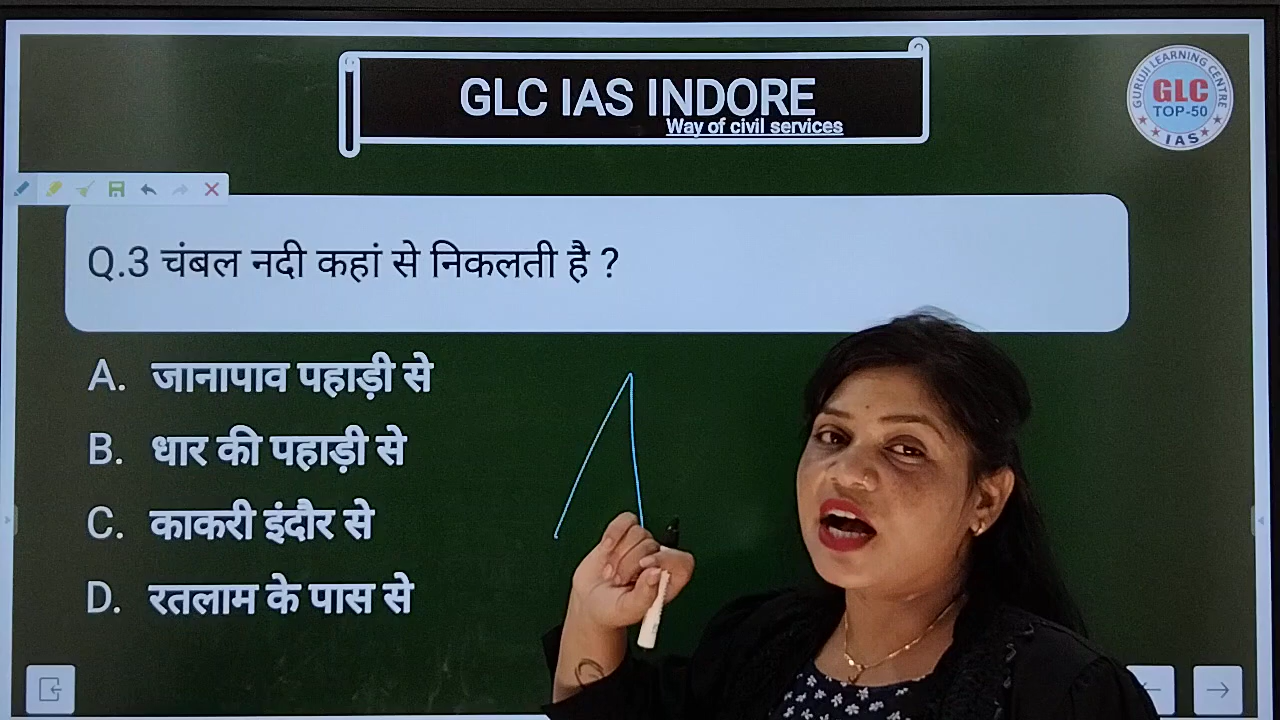 GLC IAS INDORE
Way of civil services
GURUJI LEARNING CENTRE
GLC
TOP-50
IAS
Q.3 चंबल नदी कहां से निकलती है ?
A. जानापाव पहाड़ी से
B. धार की पहाड़ी से
C. काकरी इंदौर से
D. रतलाम के पास से